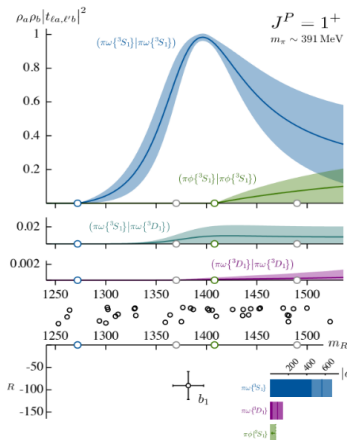 ρ_aρ_b|t_{ℓa,ℓ'b}|^2
J^P = 1^+
m_π ∼ 391 MeV
1
(πω{^3S_1}|πω{^3S_1})
0.8
0.6
0.4
(πϕ{^3S_1}|πϕ{^3S_1})
0.2
(πω{^3S_1}|πω{^3D_1})
0.02
(πω{^3D_1}|πω{^3D_1})
0.002
1250 1300 1350 1400 1450 1500
1250 1300 1350 1400 1450 1500 m_R
-50
R -100
-150
b_1
200 400 600
πω{^3S_1}
πω{^3D_1}
πϕ{^3S_1}